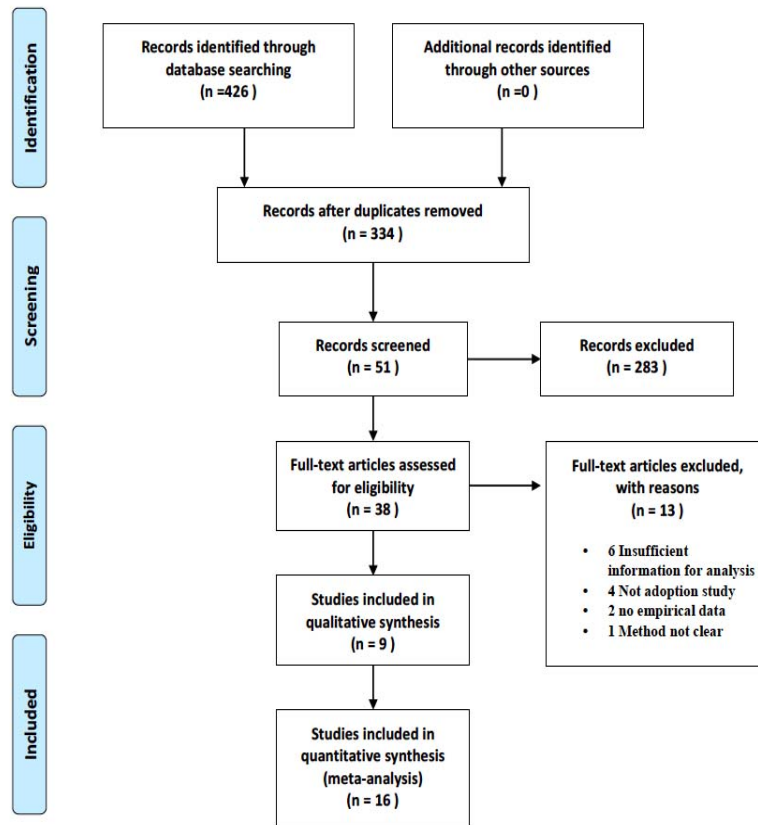 Identification
Records identified through
database searching
(n =426 )
Additional records identified
through other sources
(n =0 )
Records after duplicates removed
(n = 334 )
Screening
Records screened
(n = 51 )
Records excluded
(n = 283 )
Eligibility
Full-text articles assessed
for eligibility
(n = 38 )
Full-text articles excluded,
with reasons
(n = 13 )
• 6 Insufficient
information for analysis
• 4 Not adoption study
• 2 no empirical data
• 1 Method not clear
Studies included in
qualitative synthesis
(n = 9 )
Included
Studies included in
quantitative synthesis
(meta-analysis)
(n = 16 )